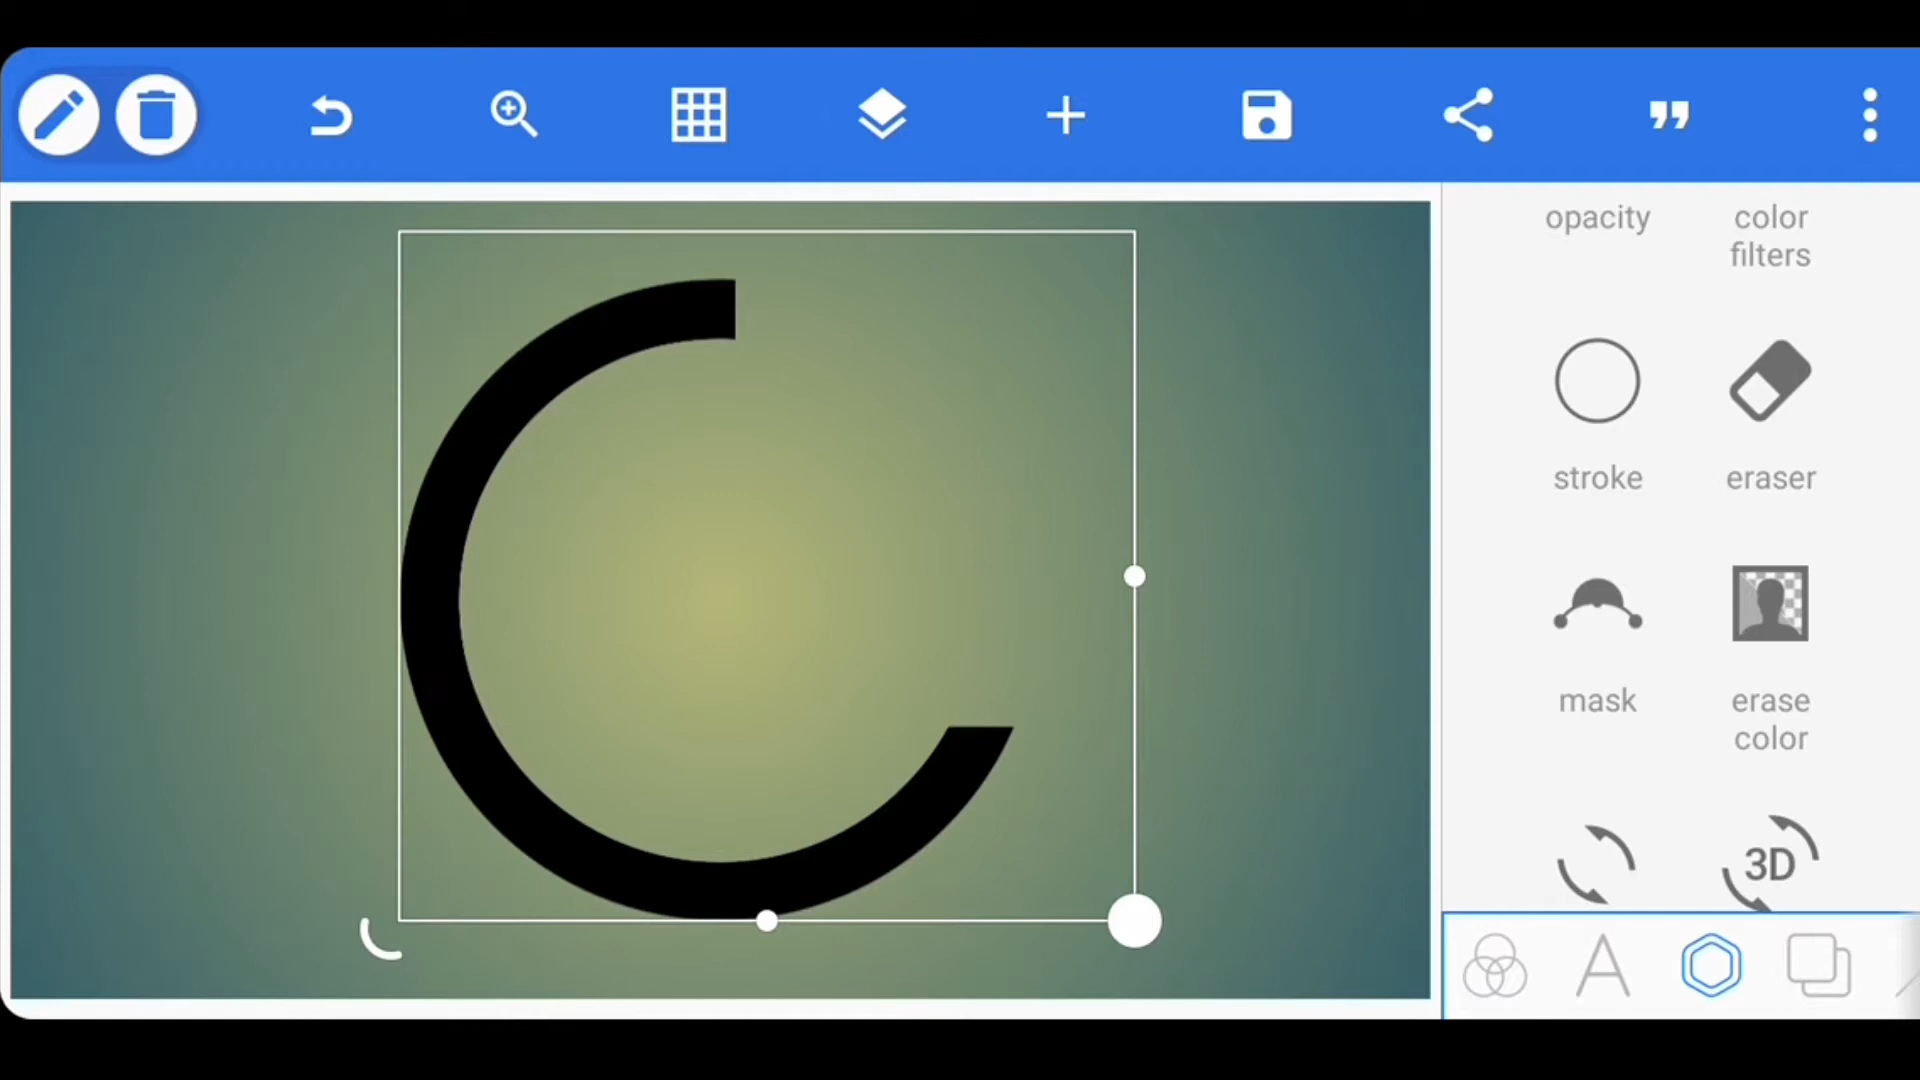 opacity
color
filters
stroke
eraser
mask
erase
color
3D